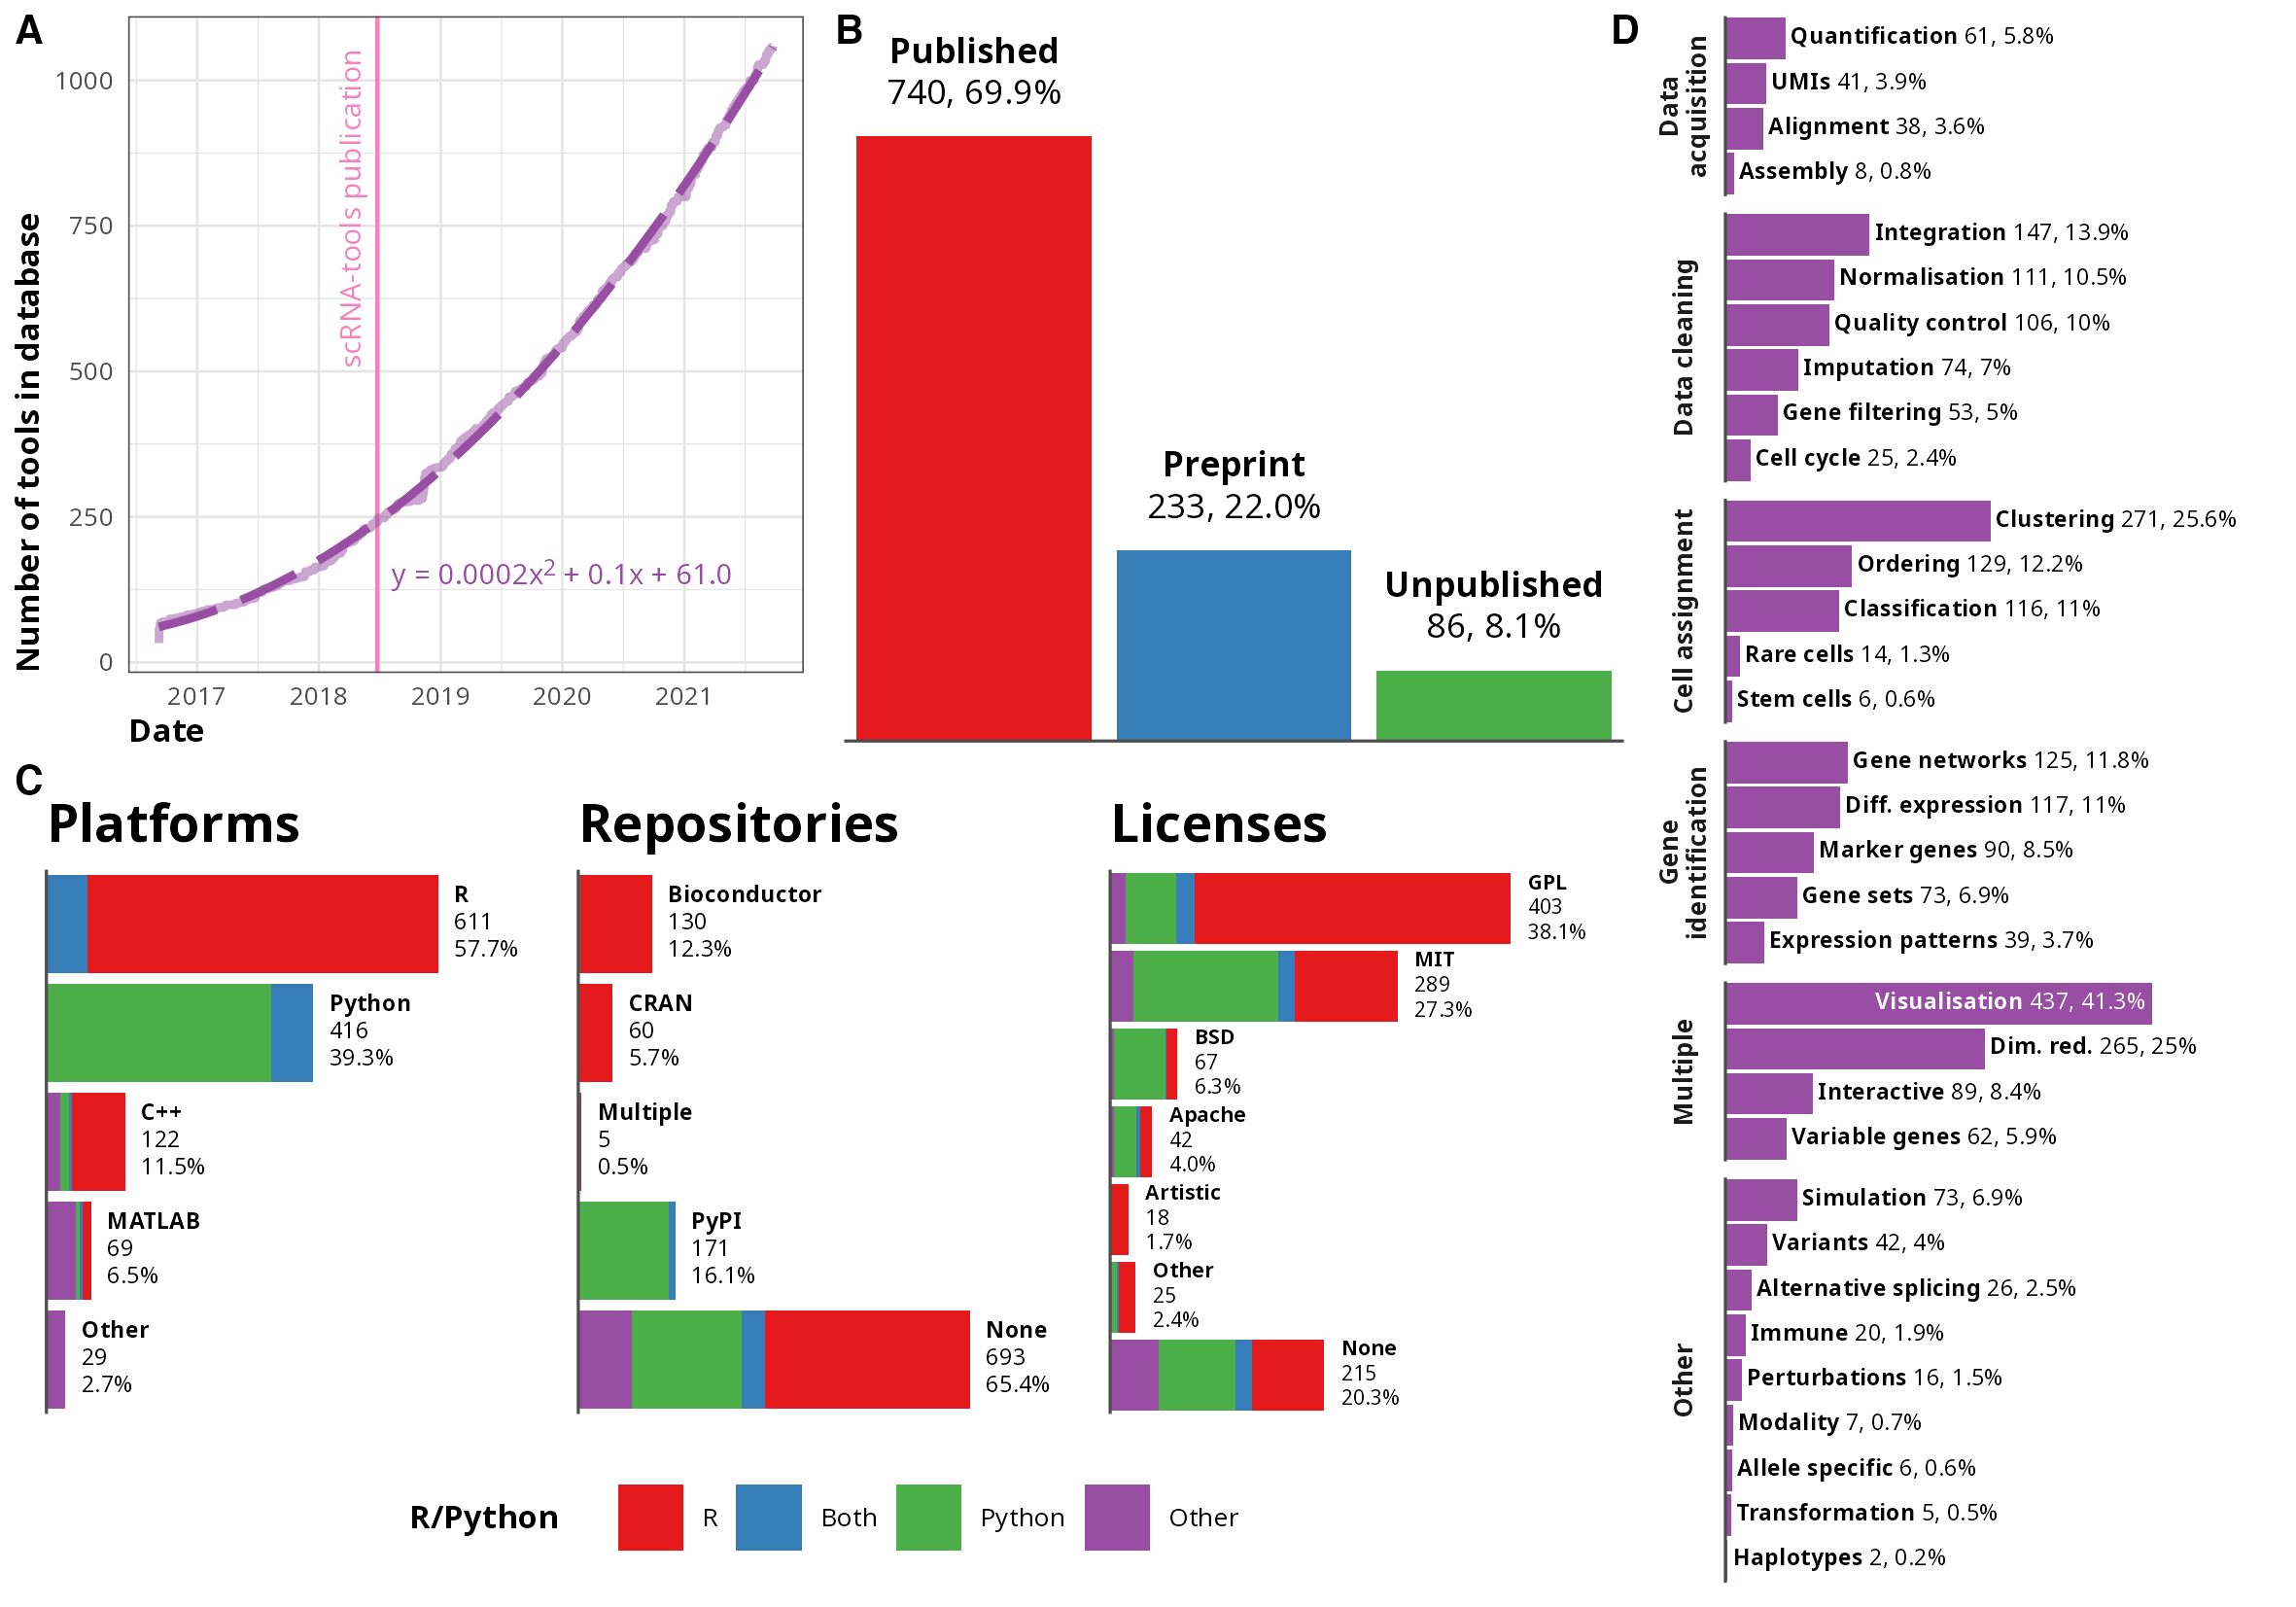 A
Number of tools in database
1000
750
500
250
0
scRNA-tools publication
y = 0.0002x² + 0.1x + 61.0
2017 2018 2019 2020 2021
Date
B
Published
740, 69.9%
Preprint
233, 22.0%
Unpublished
86, 8.1%
C
Platforms
R
611
57.7%
Python
416
39.3%
C++
122
11.5%
MATLAB
69
6.5%
Other
29
2.7%
Repositories
Bioconductor
130
12.3%
CRAN
60
5.7%
Multiple
5
0.5%
PyPI
171
16.1%
None
693
65.4%
Licenses
GPL
403
38.1%
MIT
289
27.3%
BSD
67
6.3%
Apache
42
4.0%
Artistic
18
1.7%
Other
25
2.4%
None
215
20.3%
R/Python R Both Python Other
D
Data
acquisition
Quantification 61, 5.8%
UMIs 41, 3.9%
Alignment 38, 3.6%
Assembly 8, 0.8%
Data cleaning
Integration 147, 13.9%
Normalisation 111, 10.5%
Quality control 106, 10%
Imputation 74, 7%
Gene filtering 53, 5%
Cell cycle 25, 2.4%
Cell assignment
Clustering 271, 25.6%
Ordering 129, 12.2%
Classification 116, 11%
Rare cells 14, 1.3%
Stem cells 6, 0.6%
Gene
identification
Gene networks 125, 11.8%
Diff. expression 117, 11%
Marker genes 90, 8.5%
Gene sets 73, 6.9%
Expression patterns 39, 3.7%
Multiple
Visualisation 437, 41.3%
Dim. red. 265, 25%
Interactive 89, 8.4%
Variable genes 62, 5.9%
Other
Simulation 73, 6.9%
Variants 42, 4%
Alternative splicing 26, 2.5%
Immune 20, 1.9%
Perturbations 16, 1.5%
Modality 7, 0.7%
Allele specific 6, 0.6%
Transformation 5, 0.5%
Haplotypes 2, 0.2%